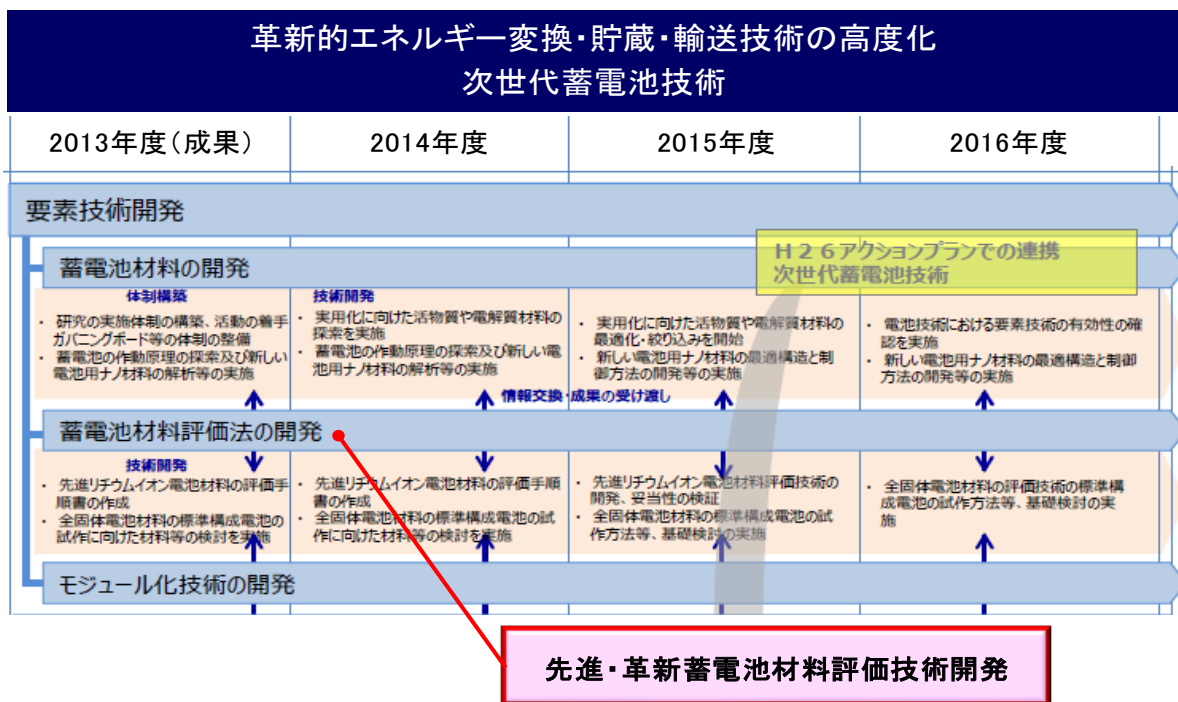 革新的エネルギー変換・貯蔵・輸送技術の高度化
次世代蓄電池技術
2013年度（成果）
2014年度
2015年度
2016年度
要素技術開発
H26アクションプランでの連携
次世代蓄電池技術
蓄電池材料の開発
体制構築
・ 研究の実施体制の構築、活動の着手
ガバニングボード等の体制の整備
・ 蓄電池の作動原理の探索及び新しい
電池用ナノ材料の解析等の実施
技術開発
・ 実用化に向けた活物質や電解質材料の
探索を実施
・ 蓄電池の作動原理の探索及び新しい電
池用ナノ材料の解析等の実施
・ 実用化に向けた活物質や電解質材料の
最適化・絞り込みを開始
・ 新しい電池用ナノ材料の最適構造と制
御方法の開発等の実施
・ 電池技術における要素技術の有効性の確
認を実施
・ 新しい電池用ナノ材料の最適構造と制御
方法の開発等の実施
情報交換・成果の受け渡し
蓄電池材料評価法の開発
技術開発
・ 先進リチウムイオン電池材料の評価手
順書の作成
・ 全固体電池材料の標準構成電池の
試作に向けた材料等の検討を実施
・ 先進リチウムイオン電池材料の評価手順
書の作成
・ 全固体電池材料の標準構成電池の試
作に向けた材料等の検討を実施
・ 先進リチウムイオン電池材料評価技術の
開発、妥当性の検証
・ 全固体電池材料の標準構成電池の試
作方法等、基礎検討の実施
・ 全固体電池材料の評価技術の標準構
成電池の試作方法等、基礎検討の実
施
モジュール化技術の開発
先進・革新蓄電池材料評価技術開発